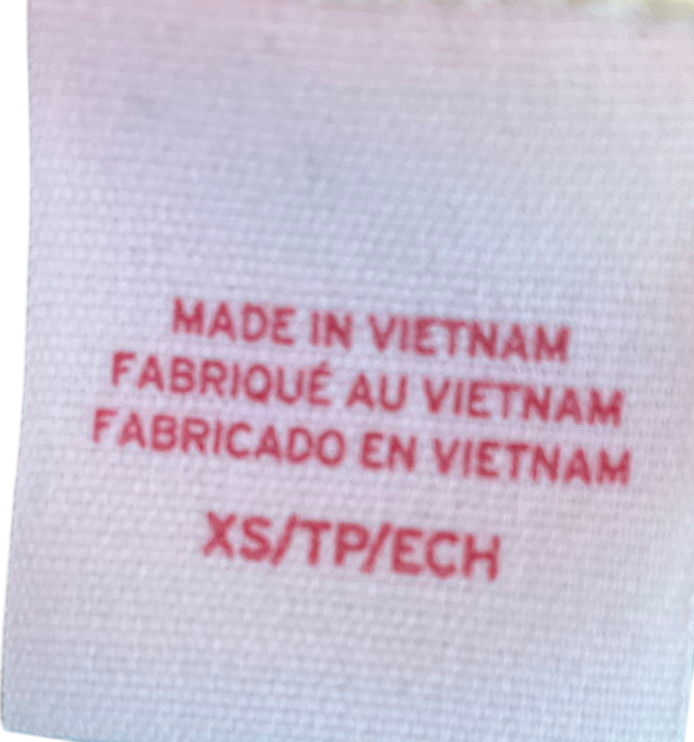 MADE IN VIETNAM
FABRIQUÉ AU VIETNAM
FABRICADO EN VIETNAM
XS/TP/ECH